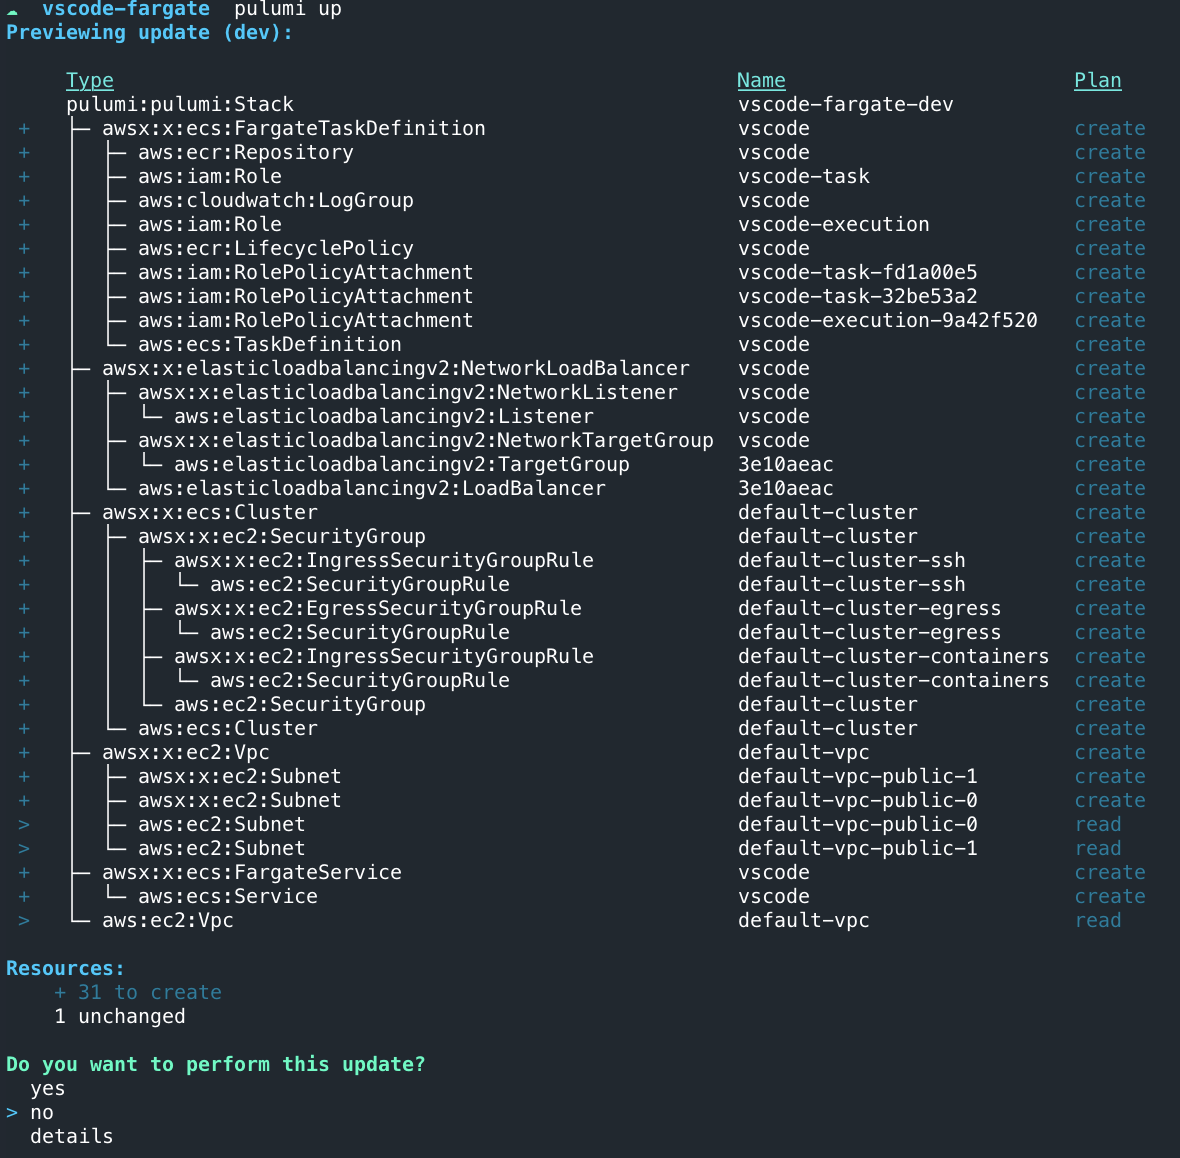 ☁ vscode-fargate pulumi up
Previewing update (dev):
Type Name Plan
pulumi:pulumi:Stack vscode-fargate-dev
+ ├─ awsx:x:ecs:FargateTaskDefinition vscode create
+ │ ├─ aws:ecr:Repository vscode create
+ │ ├─ aws:iam:Role vscode-task create
+ │ ├─ aws:cloudwatch:LogGroup vscode create
+ │ ├─ aws:iam:Role vscode-execution create
+ │ ├─ aws:ecr:LifecyclePolicy vscode create
+ │ ├─ aws:iam:RolePolicyAttachment vscode-task-fd1a00e5 create
+ │ ├─ aws:iam:RolePolicyAttachment vscode-task-32be53a2 create
+ │ ├─ aws:iam:RolePolicyAttachment vscode-execution-9a42f520 create
+ │ └─ aws:ecs:TaskDefinition vscode create
+ ├─ awsx:x:elasticloadbalancingv2:NetworkLoadBalancer vscode create
+ │ ├─ awsx:x:elasticloadbalancingv2:NetworkListener vscode create
+ │ │ └─ aws:elasticloadbalancingv2:Listener vscode create
+ │ ├─ awsx:x:elasticloadbalancingv2:NetworkTargetGroup vscode create
+ │ │ └─ aws:elasticloadbalancingv2:TargetGroup 3e10aeac create
+ │ └─ aws:elasticloadbalancingv2:LoadBalancer 3e10aeac create
+ ├─ awsx:x:ecs:Cluster default-cluster create
+ │ ├─ awsx:x:ec2:SecurityGroup default-cluster create
+ │ │ ├─ awsx:x:ec2:IngressSecurityGroupRule default-cluster-ssh create
+ │ │ │ └─ aws:ec2:SecurityGroupRule default-cluster-ssh create
+ │ │ ├─ awsx:x:ec2:EgressSecurityGroupRule default-cluster-egress create
+ │ │ │ └─ aws:ec2:SecurityGroupRule default-cluster-egress create
+ │ │ ├─ awsx:x:ec2:IngressSecurityGroupRule default-cluster-containers create
+ │ │ │ └─ aws:ec2:SecurityGroupRule default-cluster-containers create
+ │ │ └─ aws:ec2:SecurityGroup default-cluster create
+ │ └─ aws:ecs:Cluster default-cluster create
+ ├─ awsx:x:ec2:Vpc default-vpc create
+ │ ├─ awsx:x:ec2:Subnet default-vpc-public-1 create
+ │ ├─ awsx:x:ec2:Subnet default-vpc-public-0 create
> │ ├─ aws:ec2:Subnet default-vpc-public-0 read
> │ └─ aws:ec2:Subnet default-vpc-public-1 read
+ ├─ awsx:x:ecs:FargateService vscode create
+ │ └─ aws:ecs:Service vscode create
> └─ aws:ec2:Vpc default-vpc read
Resources:
+ 31 to create
1 unchanged
Do you want to perform this update?
yes
> no
details